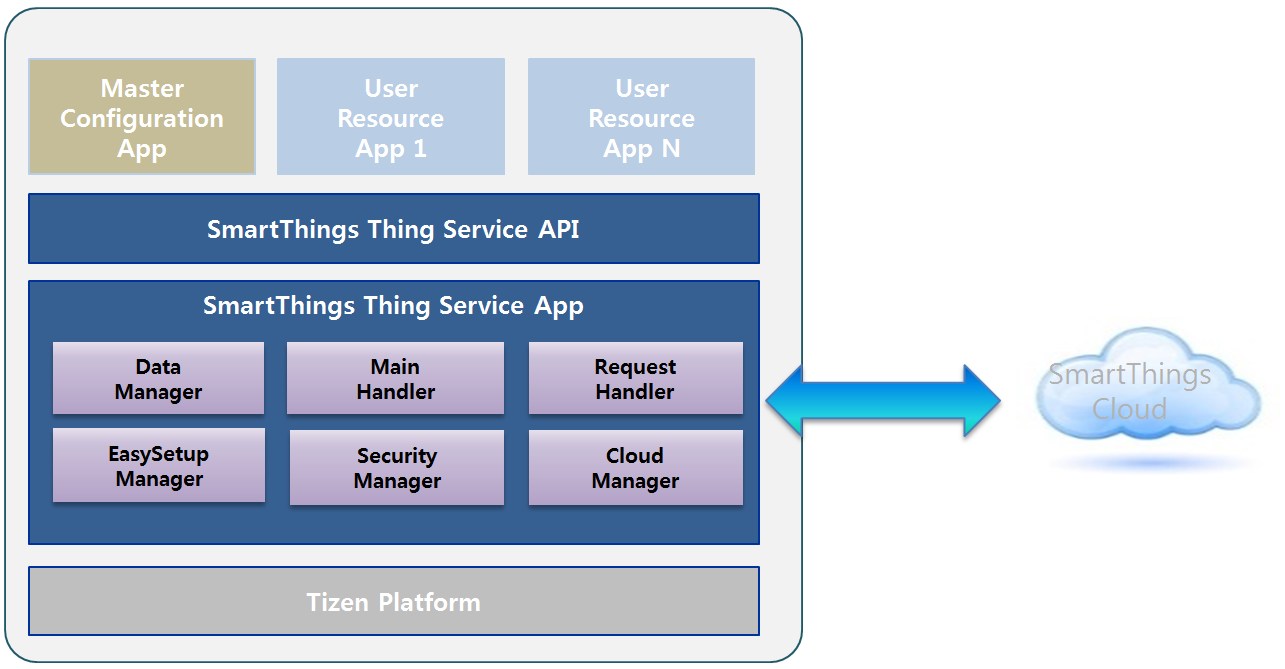 Master
Configuration
App
User
Resource
App 1
User
Resource
App N
SmartThings Thing Service API
SmartThings Thing Service App
Data
Manager
Main
Handler
Request
Handler
EasySetup
Manager
Security
Manager
Cloud
Manager
Tizen Platform
SmartThings
Cloud